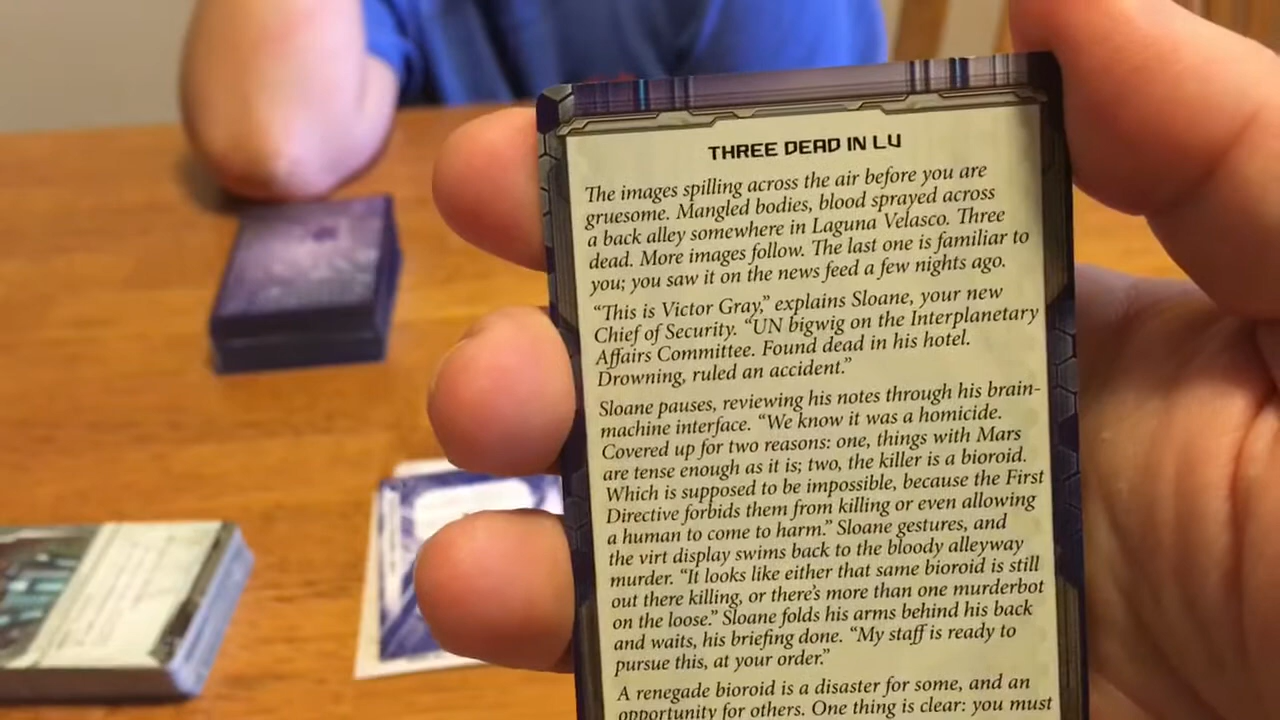 THREE DEAD IN LV
The images spilling across the air before you are
gruesome. Mangled bodies, blood sprayed across
a back alley somewhere in Laguna Velasco. Three
dead. More images follow. The last one is familiar to
you; you saw it on the news feed a few nights ago.
“This is Victor Gray,” explains Sloane, your new
Chief of Security. “UN bigwig on the Interplanetary
Affairs Committee. Found dead in his hotel.
Drowning, ruled an accident.”
Sloane pauses, reviewing his notes through his brain-
machine interface. “We know it was a homicide.
Covered up for two reasons: one, things with Mars
are tense enough as it is; two, the killer is a bioroid.
Which is supposed to be impossible, because the First
Directive forbids them from killing or even allowing
a human to come to harm.” Sloane gestures, and
the virt display swims back to the bloody alleyway
murder. “It looks like either that same bioroid is still
out there killing, or there’s more than one murderbot
on the loose.” Sloane folds his arms behind his back
and waits, his briefing done. “My staff is ready to
pursue this, at your order.”
A renegade bioroid is a disaster for some, and an
opportunity for others. One thing is clear: you must